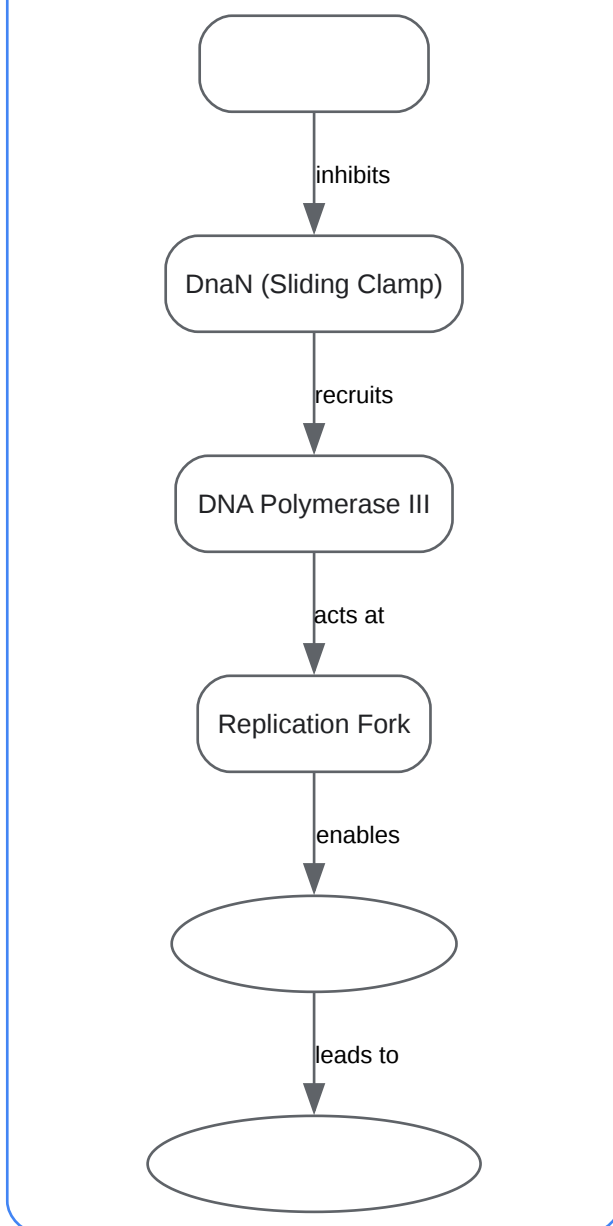 inhibits
DnaN (Sliding Clamp)
recruits
DNA Polymerase III
acts at
Replication Fork
enables
leads to